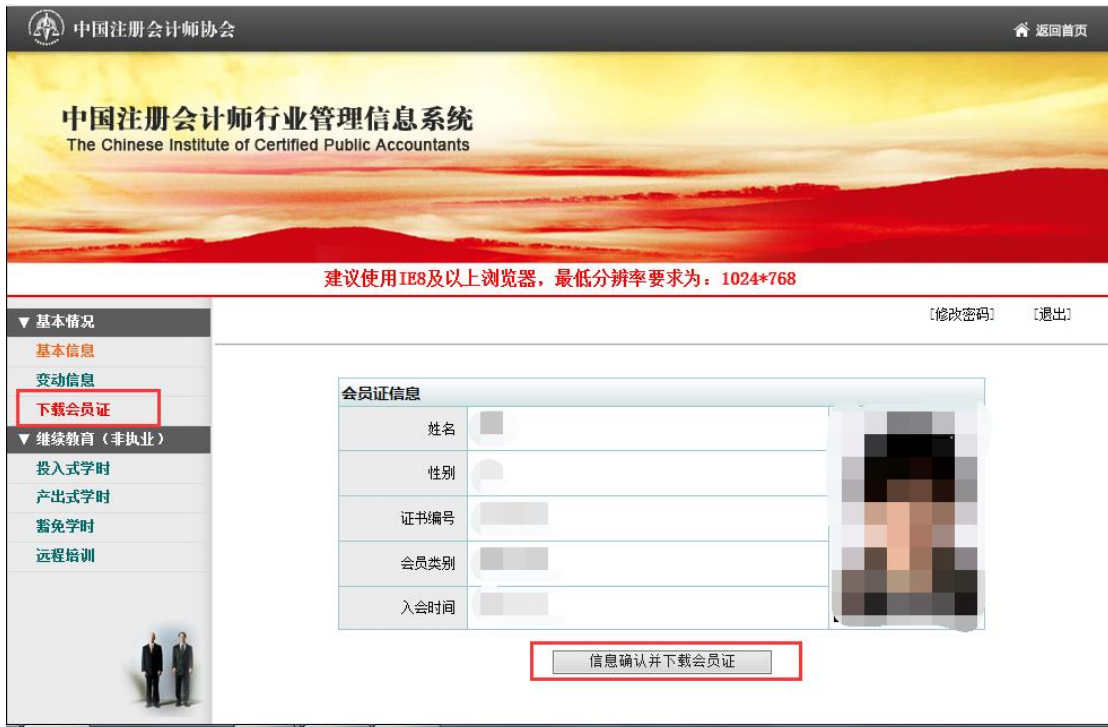 中国注册会计师协会
返回首页
中国注册会计师行业管理信息系统
The Chinese Institute of Certified Public Accountants
建议使用IE8及以上浏览器，最低分辨率要求为：1024*768
[修改密码] [退出]
▼ 基本情况
基本信息
变动信息
下载会员证
▼ 继续教育（非执业）
投入式学时
产出式学时
豁免学时
远程培训
会员证信息
姓名
性别
证书编号
会员类别
入会时间
信息确认并下载会员证